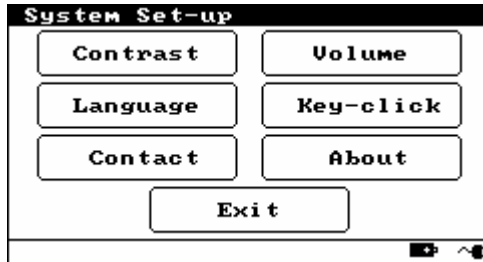 System Set-up
Contrast Volume
Language Key-click
Contact About
Exit